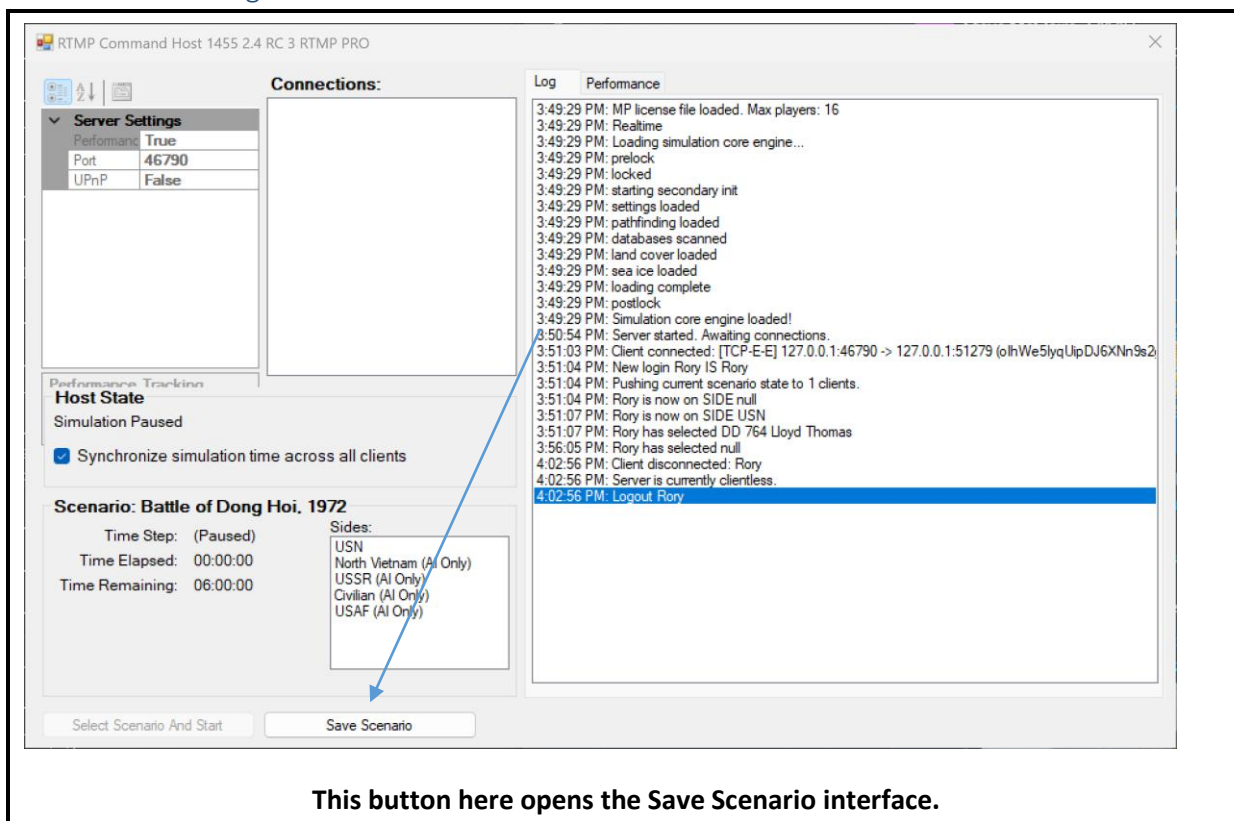 RTMP Command Host 1455 2.4 RC 3 RTMP PRO
Connections:
Server Settings
Performanc True
Port 46790
UPnP False
Performance Tracking
Host State
Simulation Paused
Synchronize simulation time across all clients
Scenario: Battle of Dong Hoi, 1972
Time Step: (Paused)
Time Elapsed: 00:00:00
Time Remaining: 06:00:00
Sides:
USN
North Vietnam (AI Only)
USSR (AI Only)
Civilian (AI Only)
USAF (AI Only)
Select Scenario And Start
Save Scenario
Log Performance
3:49:29 PM: MP license file loaded. Max players: 16
3:49:29 PM: Realtime
3:49:29 PM: Loading simulation core engine...
3:49:29 PM: prelock
3:49:29 PM: locked
3:49:29 PM: starting secondary init
3:49:29 PM: settings loaded
3:49:29 PM: pathfinding loaded
3:49:29 PM: databases scanned
3:49:29 PM: land cover loaded
3:49:29 PM: sea ice loaded
3:49:29 PM: loading complete
3:49:29 PM: postlock
3:49:29 PM: Simulation core engine loaded!
3:50:54 PM: Server started. Awaiting connections.
3:51:03 PM: Client connected: [TCP-E-E] 127.0.0.1:46790 -> 127.0.0.1:51279
3:51:04 PM: New login Rory IS Rory
3:51:04 PM: Pushing current scenario state to 1 clients.
3:51:04 PM: Rory is now on SIDE null
3:51:07 PM: Rory is now on SIDE USN
3:51:07 PM: Rory has selected DD 764 Lloyd Thomas
3:56:05 PM: Rory has selected null
4:02:56 PM: Client disconnected: Rory
4:02:56 PM: Server is currently clientless.
4:02:56 PM: Logout Rory
This button here opens the Save Scenario interface.